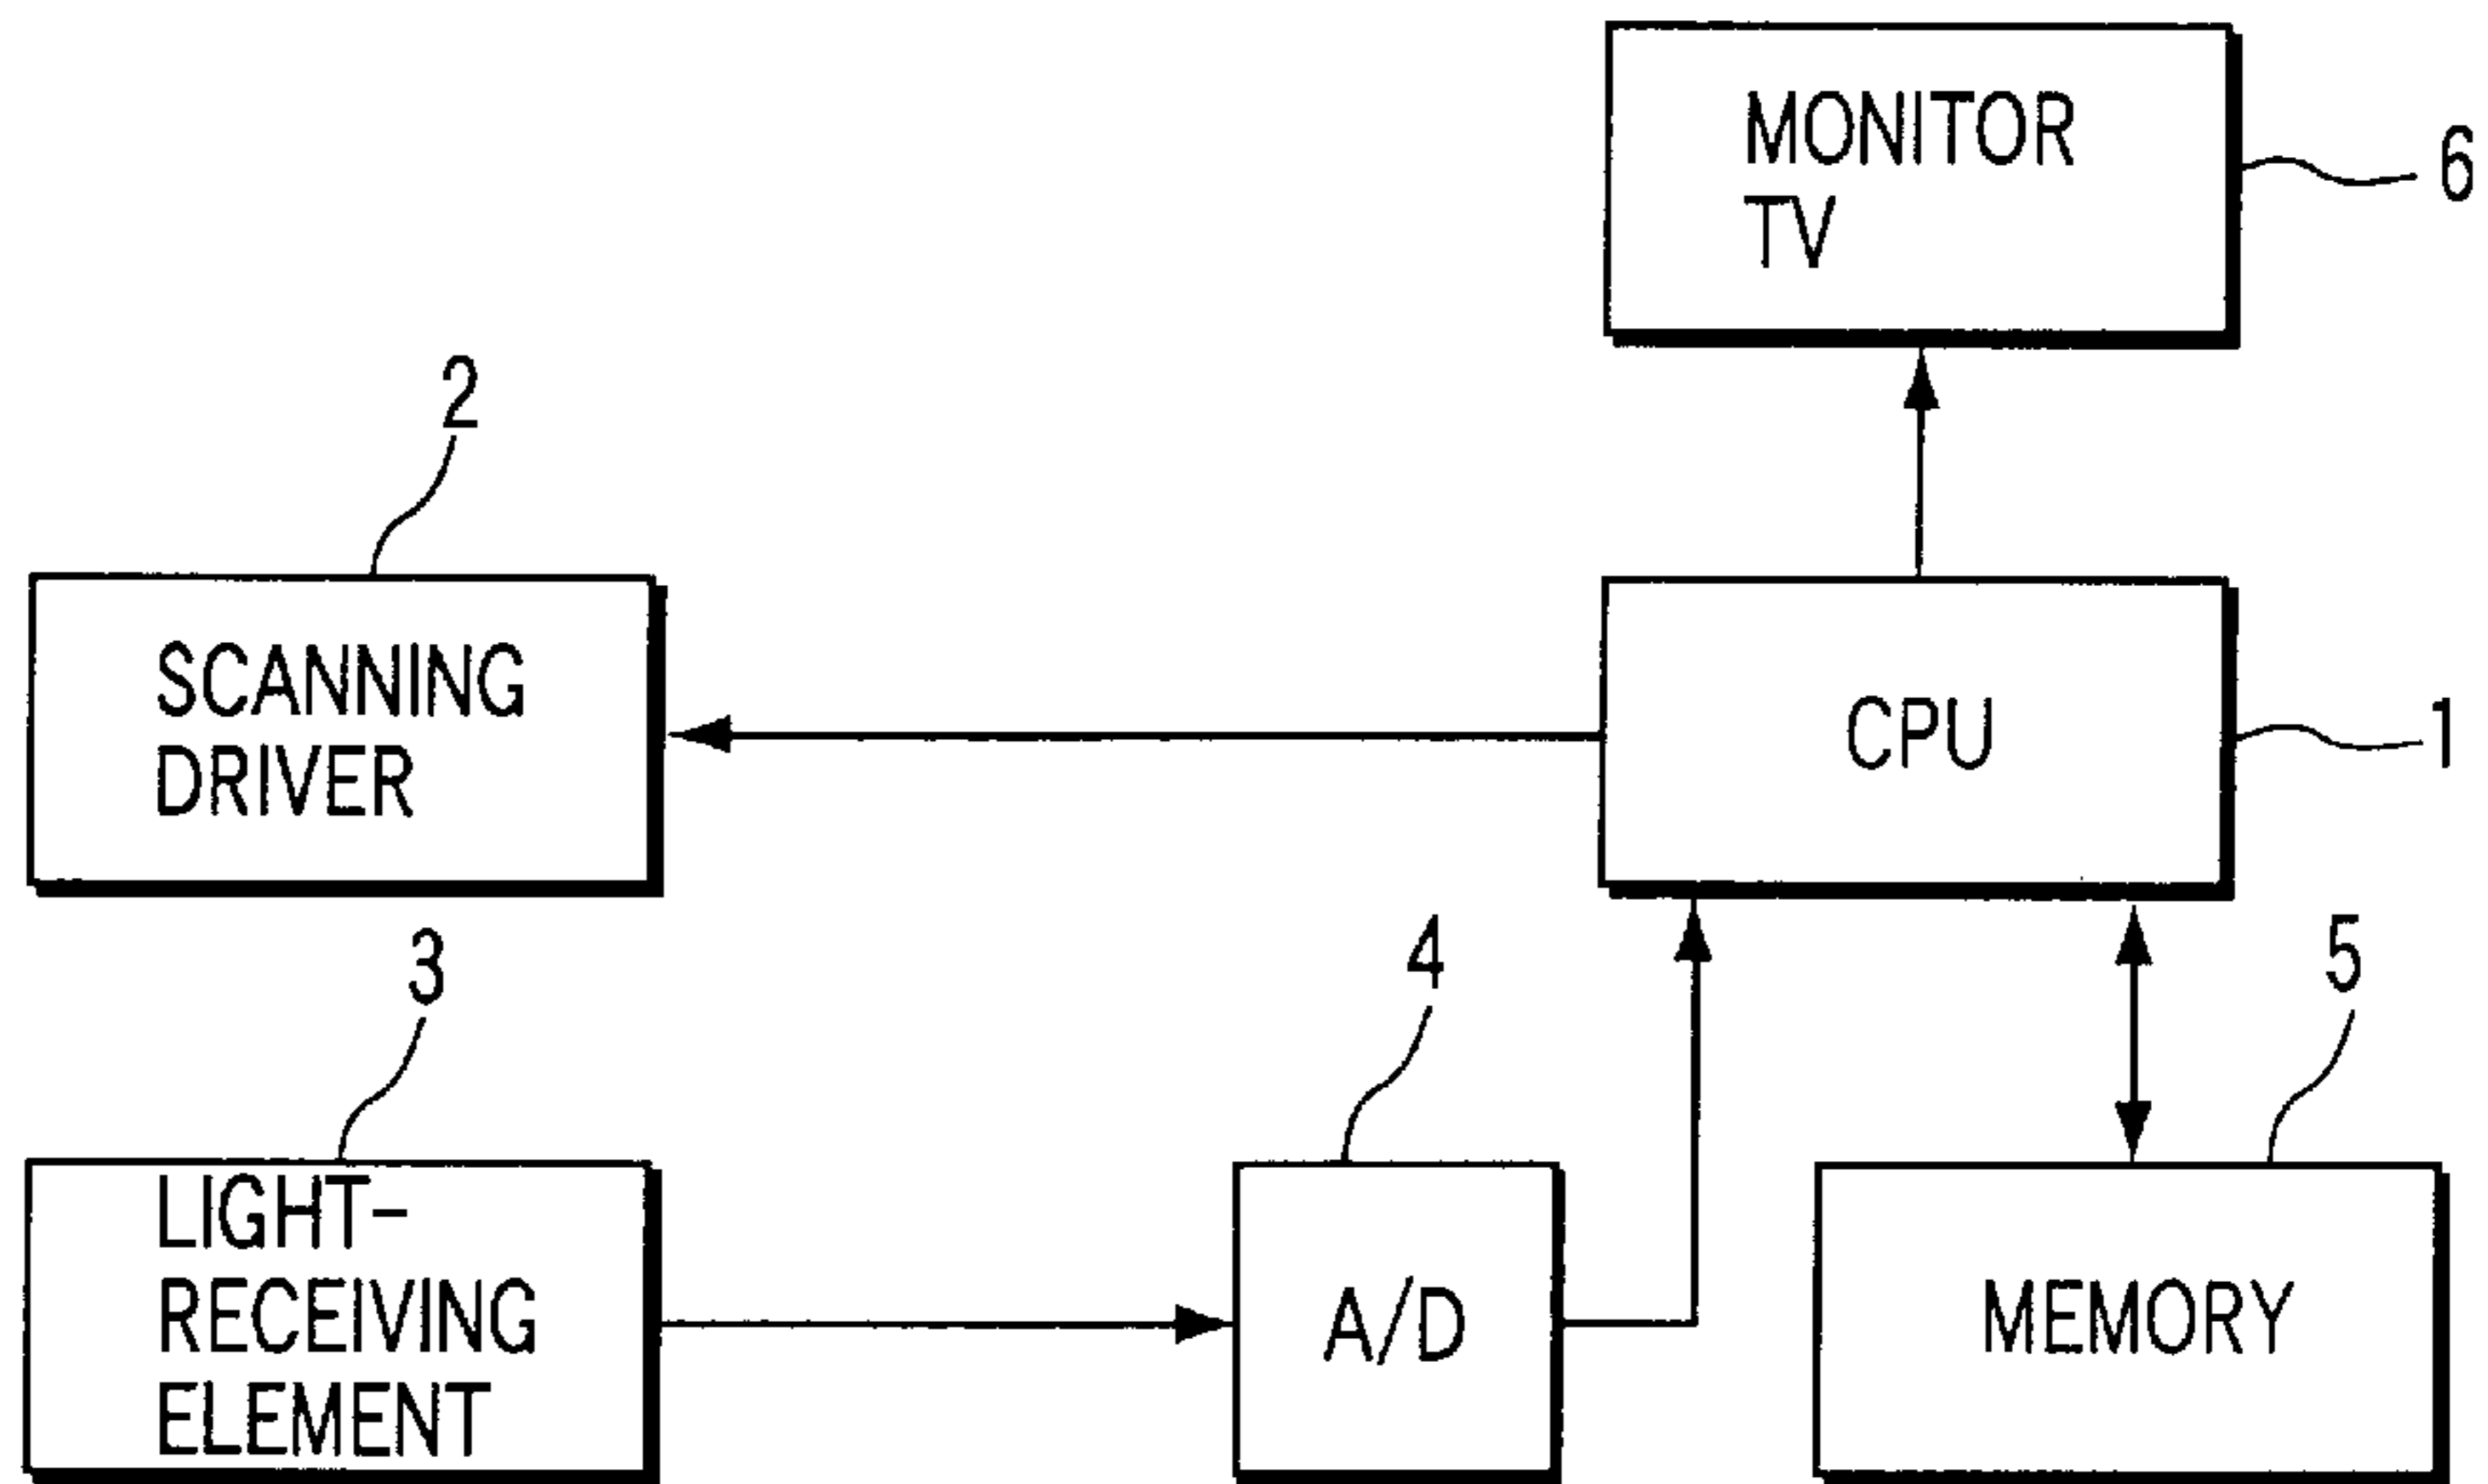 MONITOR
TV
6
2
SCANNING
DRIVER
CPU
1
3
4
5
LIGHT-
RECEIVING
ELEMENT
A/D
MEMORY